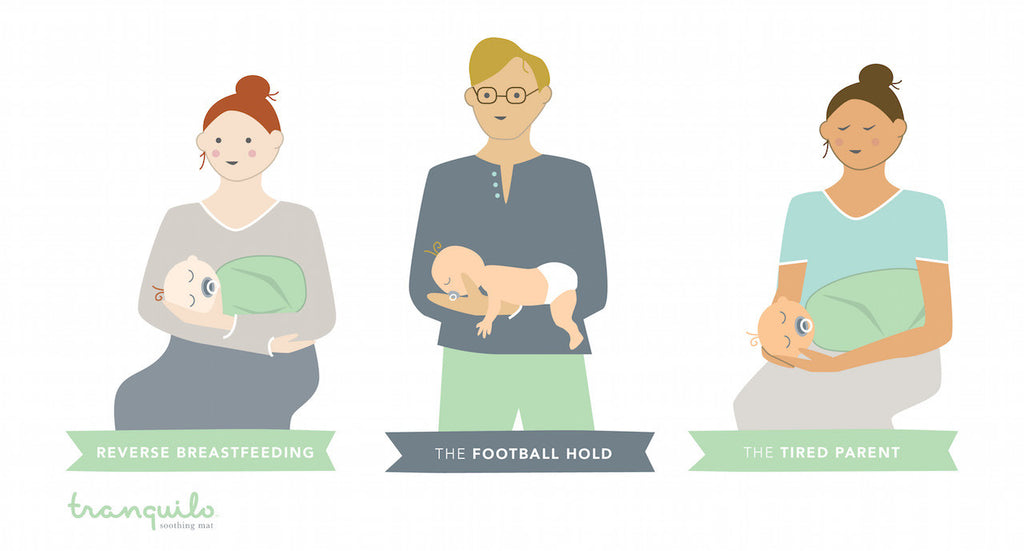 REVERSE BREASTFEEDING
THE FOOTBALL HOLD
THE TIRED PARENT
tranquilo
soothing mat